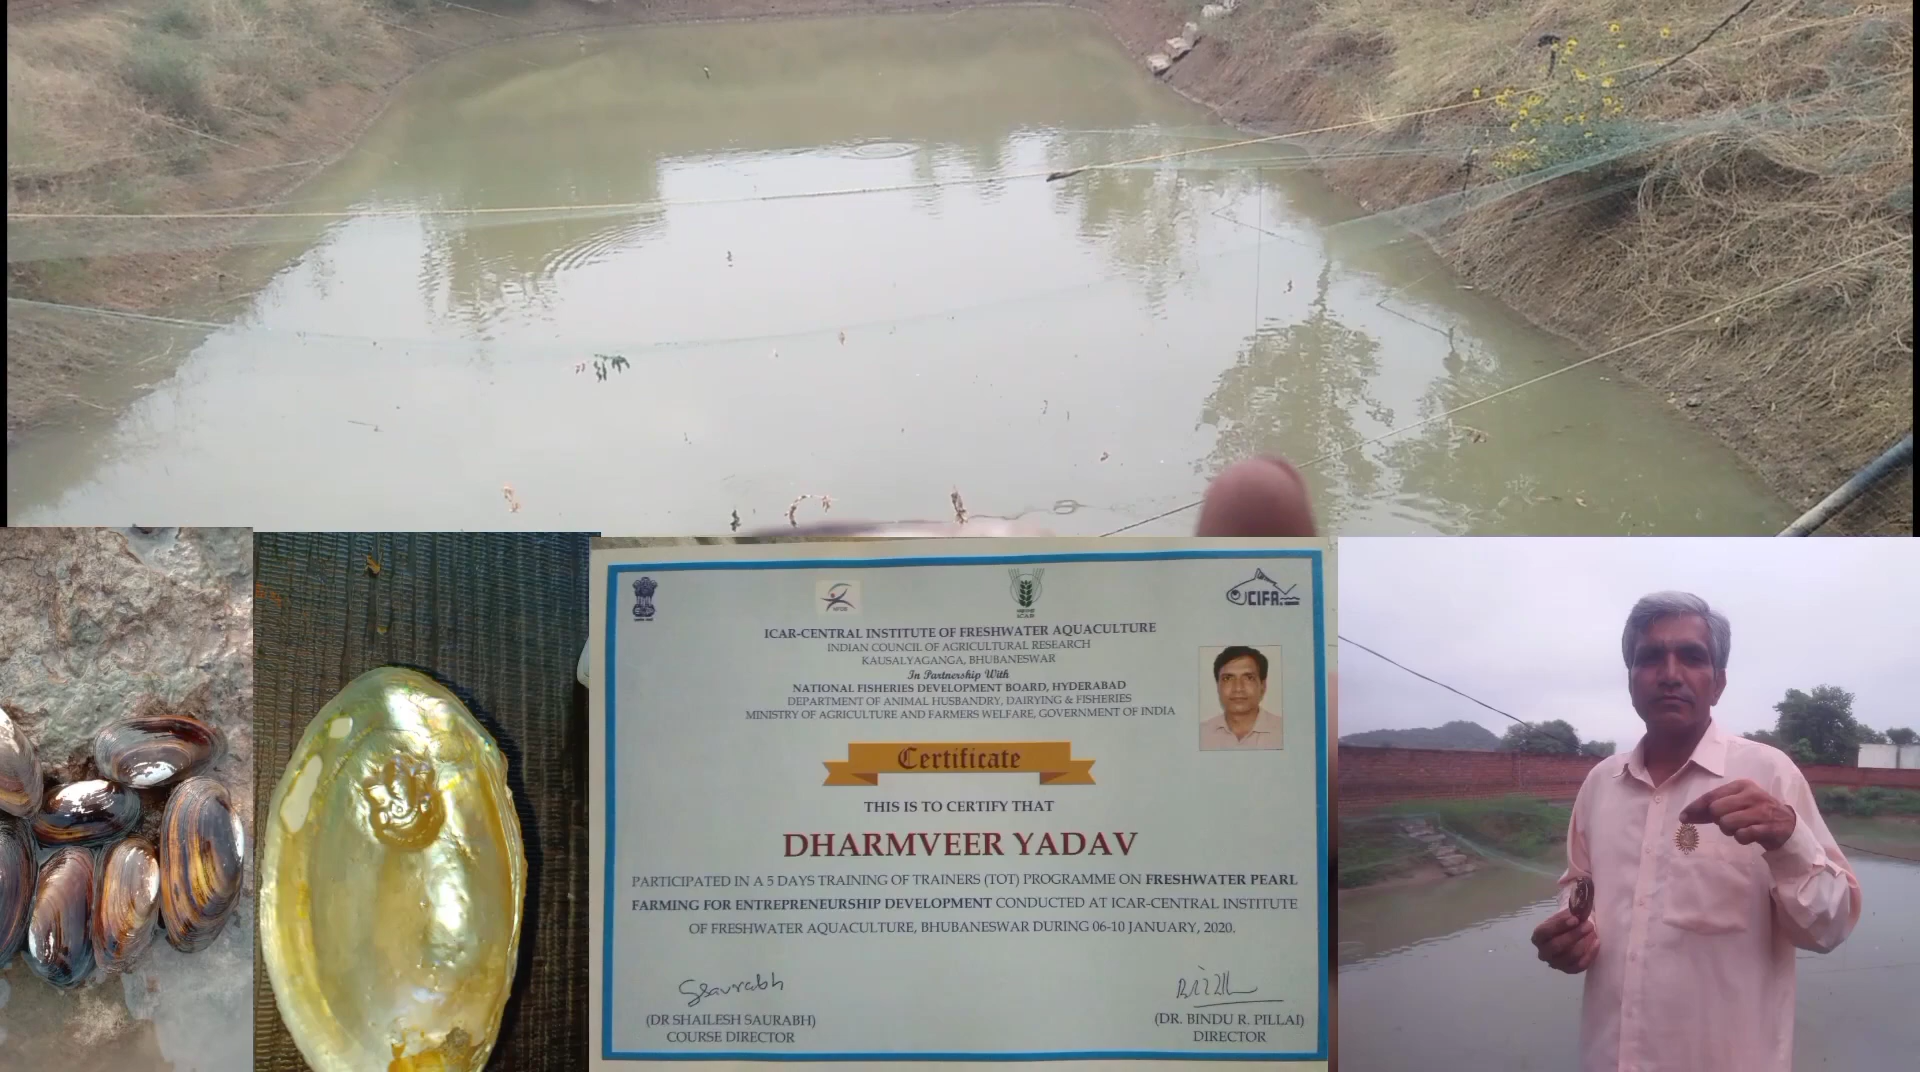 CIFA
ICAR
ICAR-CENTRAL INSTITUTE OF FRESHWATER AQUACULTURE
INDIAN COUNCIL OF AGRICULTURAL RESEARCH
KAUSALYAGANGA, BHUBANESWAR
In Partnership With
NATIONAL FISHERIES DEVELOPMENT BOARD, HYDERABAD
DEPARTMENT OF ANIMAL HUSBANDRY, DAIRYING & FISHERIES
MINISTRY OF AGRICULTURE AND FARMERS WELFARE, GOVERNMENT OF INDIA
Certificate
THIS IS TO CERTIFY THAT
DHARMVEER YADAV
PARTICIPATED IN A 5 DAYS TRAINING OF TRAINERS (TOT) PROGRAMME ON FRESHWATER PEARL
FARMING FOR ENTREPRENEURSHIP DEVELOPMENT CONDUCTED AT ICAR-CENTRAL INSTITUTE
OF FRESHWATER AQUACULTURE, BHUBANESWAR DURING 06-10 JANUARY, 2020.
(DR SHAILESH SAURABH)
COURSE DIRECTOR
(DR. BINDU R. PILLAI)
DIRECTOR